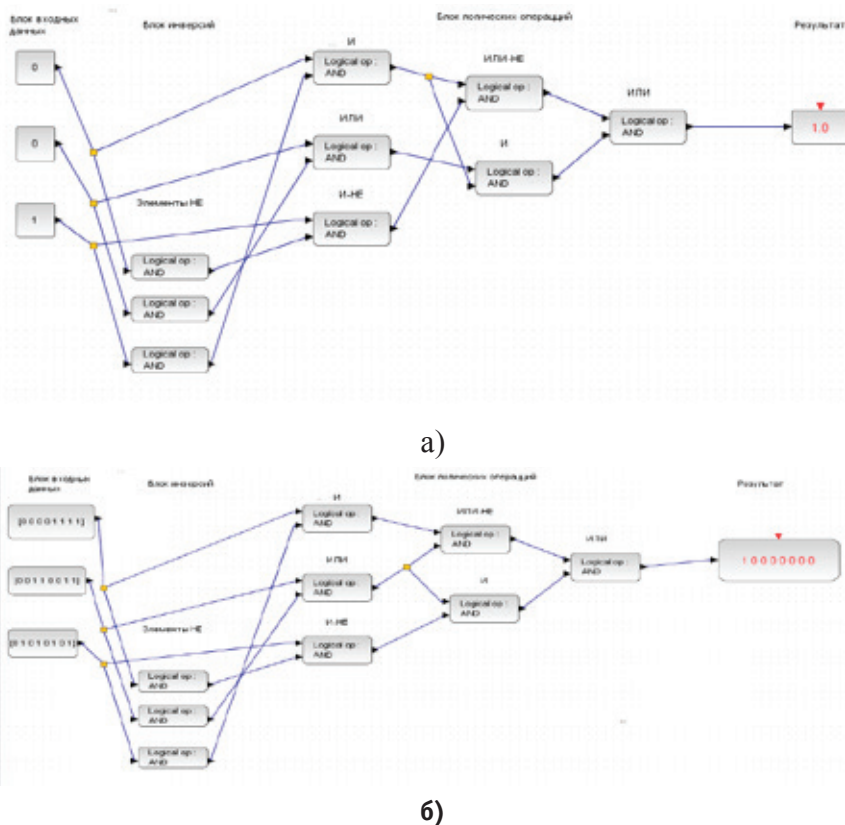 Блок входных
данных
Блок инверсий
Блок логических операций
Результат
0
0
1
Элементы НЕ
Logical op :
AND
Logical op :
AND
Logical op :
AND
И
Logical op :
AND
ИЛИ
Logical op :
AND
И-НЕ
Logical op :
AND
ИЛИ-НЕ
Logical op :
AND
И
Logical op :
AND
ИЛИ
Logical op :
AND
1.0
а)
Блок входных
данных
Блок инверсий
Блок логических операций
Результат
[0 0 0 0 1 1 1 1]
[0 0 1 1 0 0 1 1]
[0 1 0 1 0 1 0 1]
Элементы НЕ
Logical op :
AND
Logical op :
AND
Logical op :
AND
И
Logical op :
AND
ИЛИ
Logical op :
AND
И-НЕ
Logical op :
AND
ИЛИ-НЕ
Logical op :
AND
И
Logical op :
AND
ИЛИ
Logical op :
AND
1 0 0 0 0 0 0 0
б)